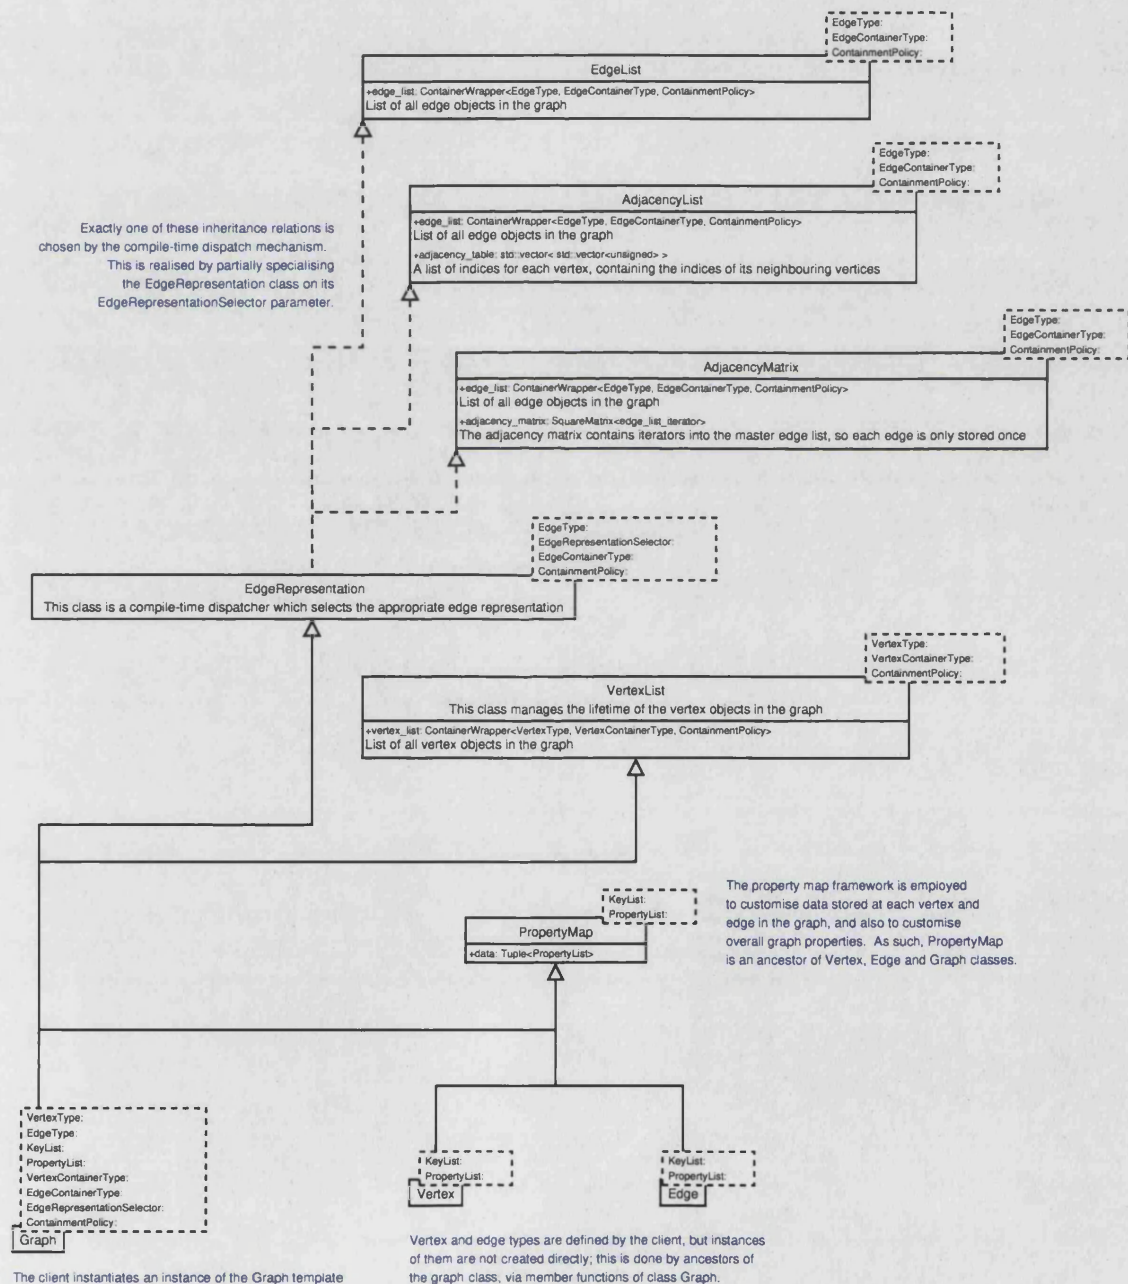 EdgeType:
EdgeContainerType:
ContainmentPolicy:
EdgeList
+edge_list: ContainerWrapper<EdgeType, EdgeContainerType, ContainmentPolicy>
List of all edge objects in the graph
EdgeType:
EdgeContainerType:
ContainmentPolicy:
AdjacencyList
+edge_list: ContainerWrapper<EdgeType, EdgeContainerType, ContainmentPolicy>
List of all edge objects in the graph
+adjacency_table: std::vector< std::vector<unsigned> >
A list of indices for each vertex, containing the indices of its neighbouring vertices
Exactly one of these inheritance relations is
chosen by the compile-time dispatch mechanism.
This is realised by partially specialising
the EdgeRepresentation class on its
EdgeRepresentationSelector parameter.
EdgeType:
EdgeContainerType:
ContainmentPolicy:
AdjacencyMatrix
+edge_list: ContainerWrapper<EdgeType, EdgeContainerType, ContainmentPolicy>
List of all edge objects in the graph
+adjacency_matrix: SquareMatrix<edge_list_iterator>
The adjacency matrix contains iterators into the master edge list, so each edge is only stored once
EdgeType:
EdgeRepresentationSelector:
EdgeContainerType:
ContainmentPolicy:
EdgeRepresentation
This class is a compile-time dispatcher which selects the appropriate edge representation
VertexType:
VertexContainerType:
ContainmentPolicy:
VertexList
This class manages the lifetime of the vertex objects in the graph
+vertex_list: ContainerWrapper<VertexType, VertexContainerType, ContainmentPolicy>
List of all vertex objects in the graph
KeyList:
PropertyList:
PropertyMap
+data: Tuple<PropertyList>
The property map framework is employed
to customise data stored at each vertex and
edge in the graph, and also to customise
overall graph properties. As such, PropertyMap
is an ancestor of Vertex, Edge and Graph classes.
VertexType:
EdgeType:
KeyList:
PropertyList:
VertexContainerType:
EdgeContainerType:
EdgeRepresentationSelector:
ContainmentPolicy:
Graph
KeyList:
PropertyList:
Vertex
KeyList:
PropertyList:
Edge
Vertex and edge types are defined by the client, but instances
of them are not created directly; this is done by ancestors of
the graph class, via member functions of class Graph.
The client instantiates an instance of the Graph template